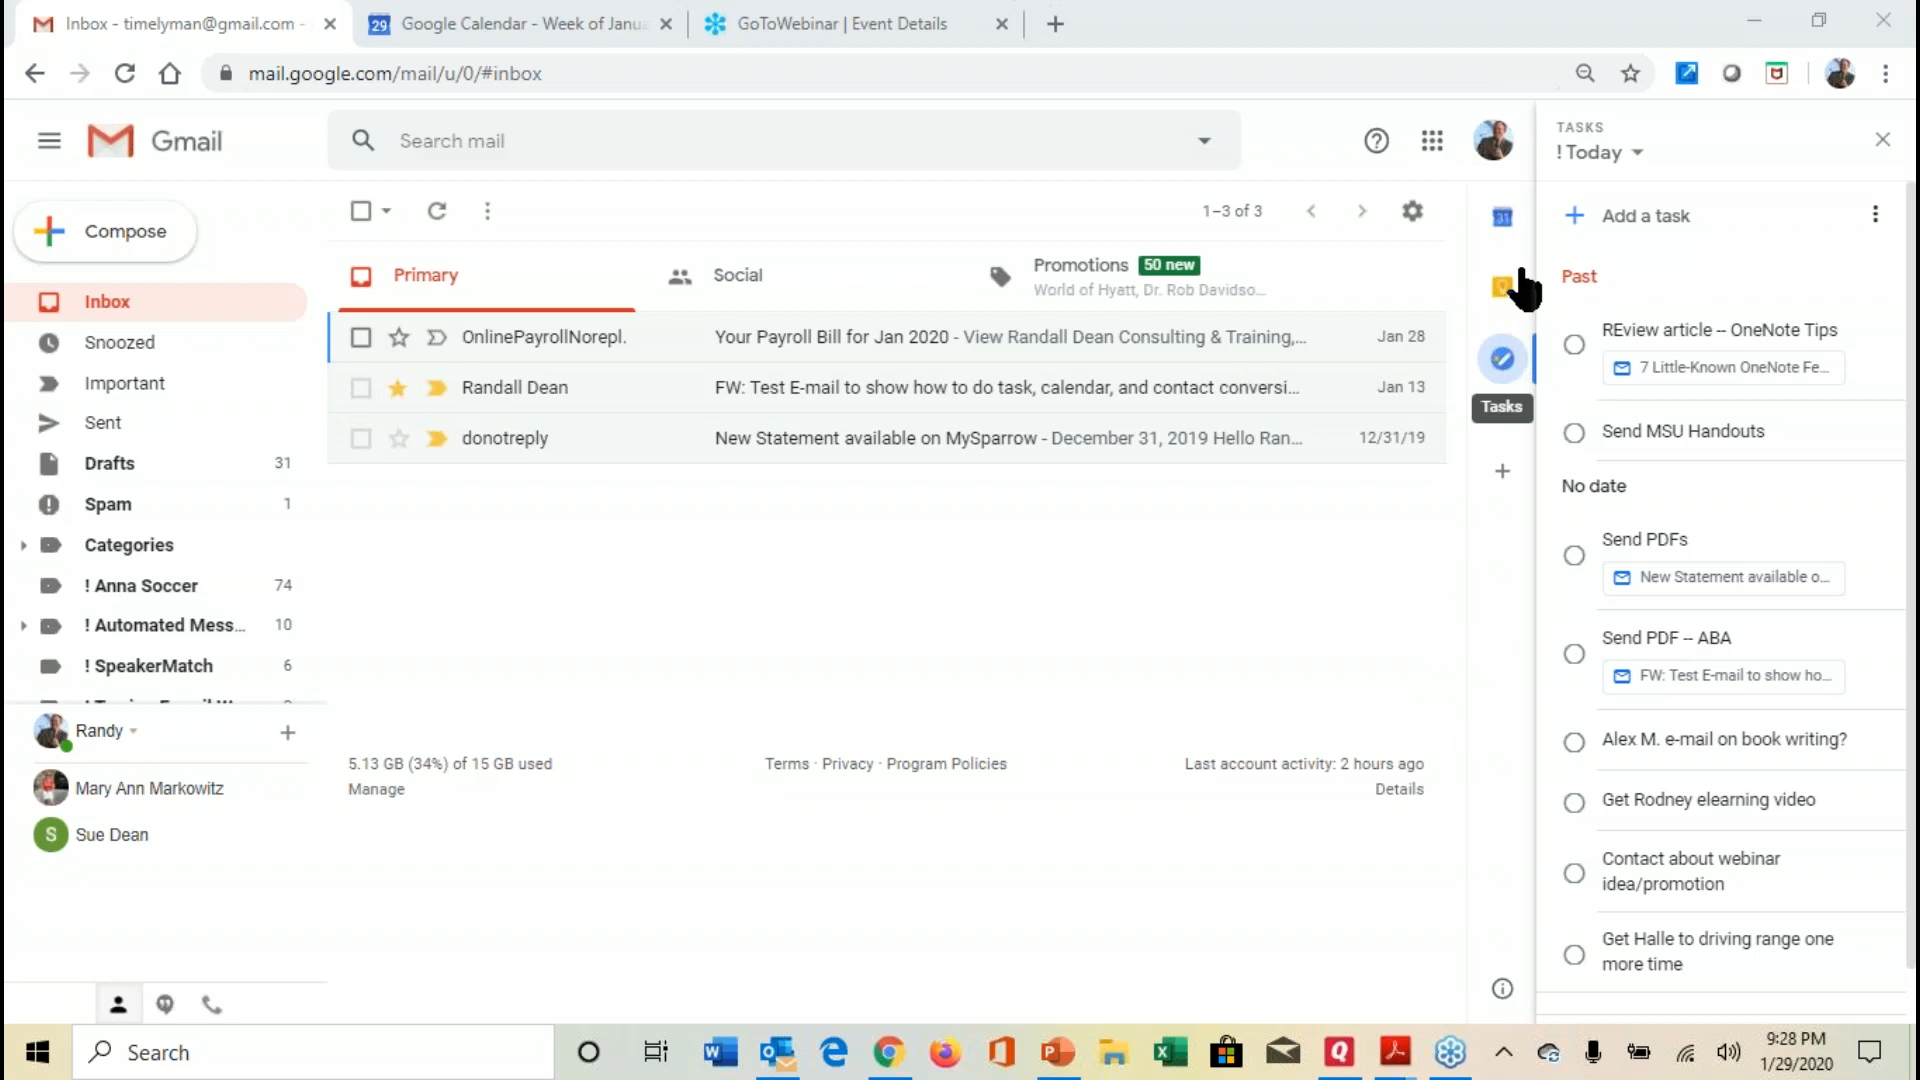 Inbox - timelyman@gmail.com -
29
Google Calendar - Week of Janua
GoToWebinar | Event Details
mail.google.com/mail/u/0/#inbox
Gmail
Search mail
TASKS
! Today
Compose
1–3 of 3
31
Add a task
Primary
Social
Promotions
50 new
World of Hyatt, Dr. Rob Davidso...
Past
Inbox
Snoozed
Important
Sent
Drafts
31
Spam
1
Categories
! Anna Soccer
74
! Automated Mess...
10
! SpeakerMatch
6
OnlinePayrollNorepl.
Your Payroll Bill for Jan 2020 - View Randall Dean Consulting & Training,...
Jan 28
Randall Dean
FW: Test E-mail to show how to do task, calendar, and contact conversi...
Jan 13
donotreply
New Statement available on MySparrow - December 31, 2019 Hello Ran...
12/31/19
Tasks
REview article -- OneNote Tips
7 Little-Known OneNote Fe...
Send MSU Handouts
No date
Send PDFs
New Statement available o...
Send PDF -- ABA
FW: Test E-mail to show ho...
Alex M. e-mail on book writing?
Get Rodney elearning video
Contact about webinar
idea/promotion
Get Halle to driving range one
more time
Randy
Mary Ann Markowitz
S
Sue Dean
5.13 GB (34%) of 15 GB used
Manage
Terms · Privacy · Program Policies
Last account activity: 2 hours ago
Details
Search
9:28 PM
1/29/2020